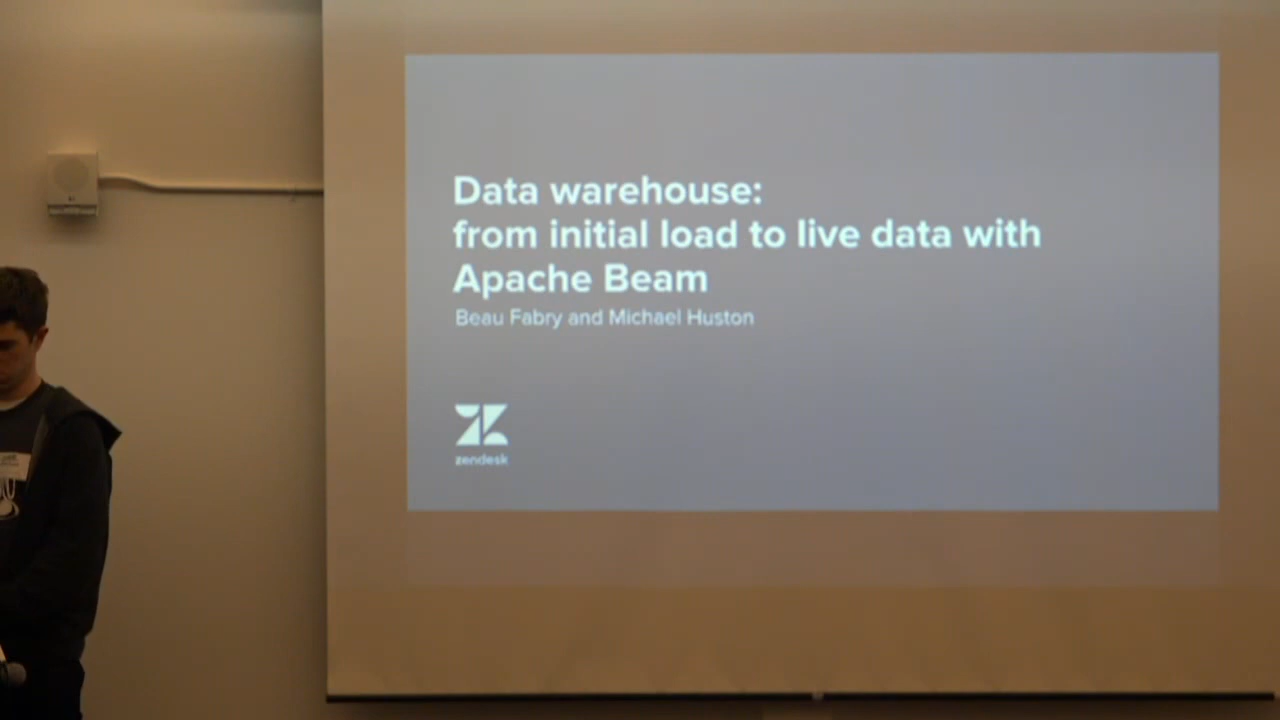 Data warehouse:
from initial load to live data with
Apache Beam
Beau Fabry and Michael Huston
zendesk